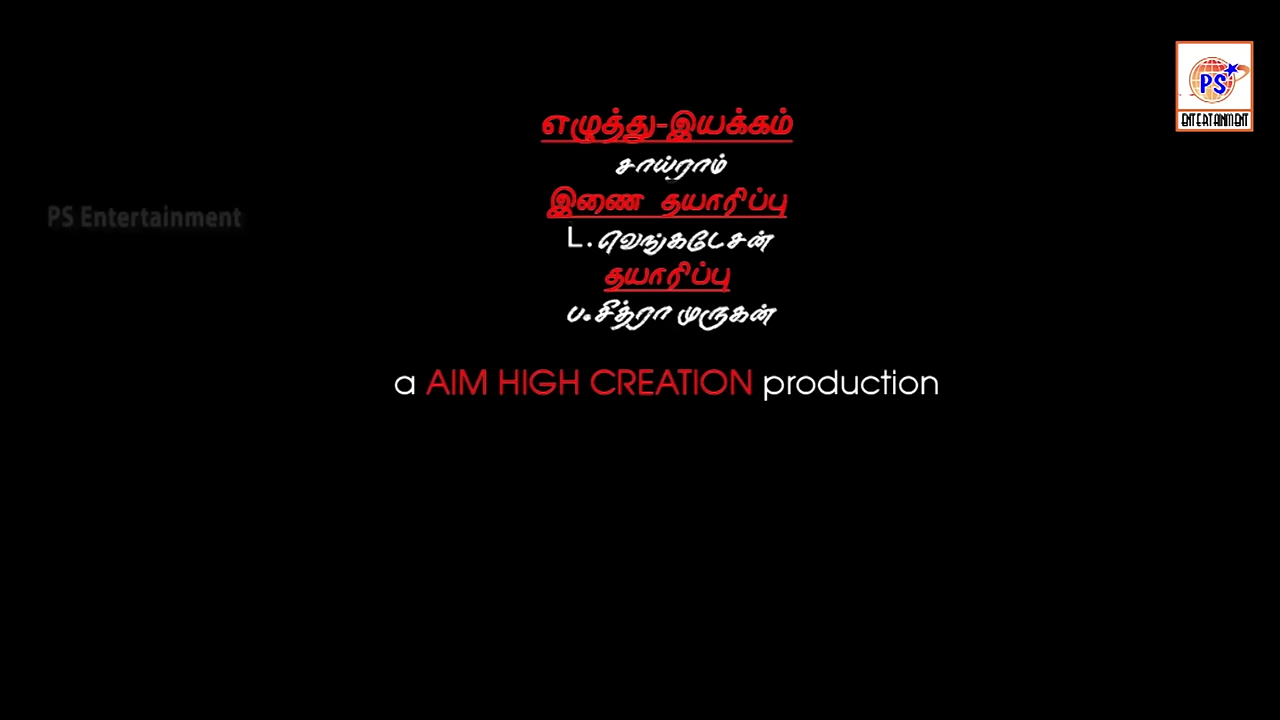 எழுத்து-இயக்கம்
சாய்ராம்
இணை தயாரிப்பு
L.வெங்கடேசன்
தயாரிப்பு
ப.சித்ரா முருகன்
a AIM HIGH CREATION production
PS Entertainment
PS
ENTERTAINMENT